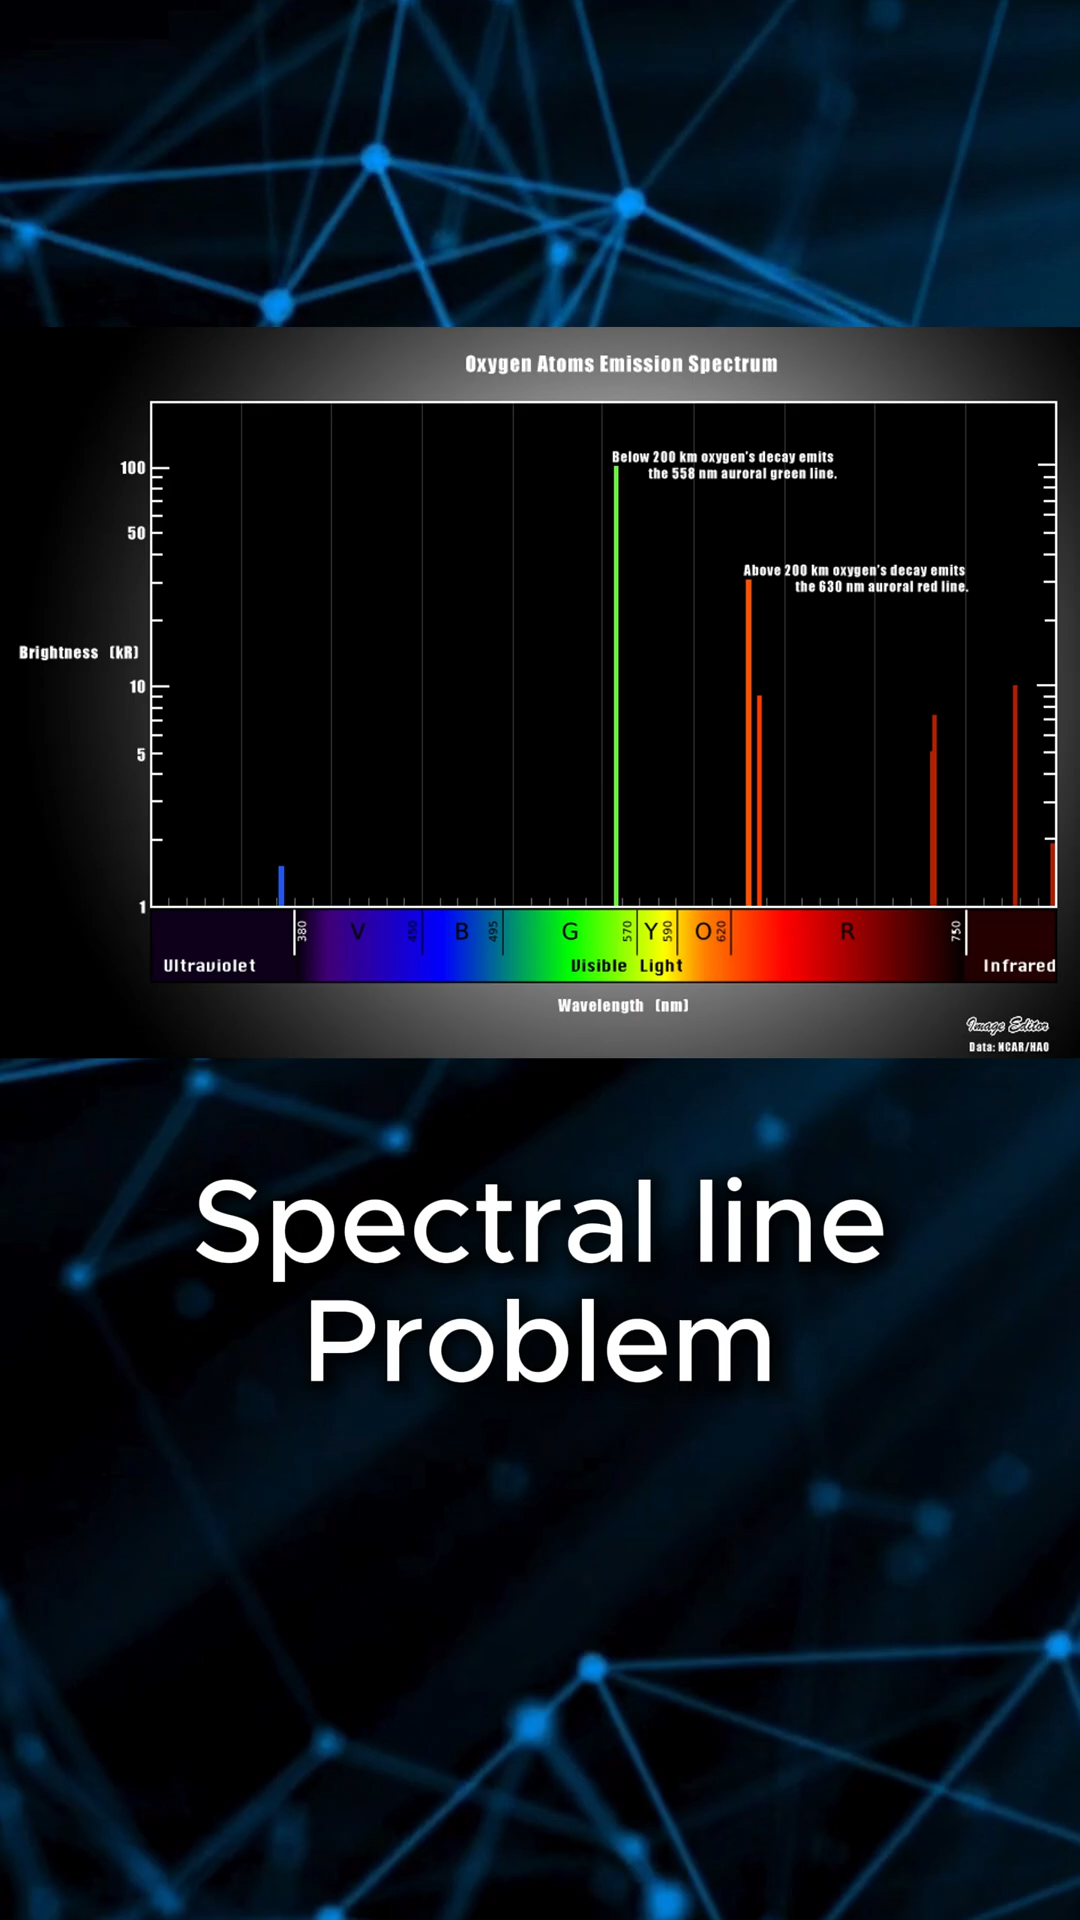 Oxygen Atoms Emission Spectrum
Below 200 km oxygen's decay emits
the 558 nm auroral green line.
Above 200 km oxygen's decay emits
the 630 nm auroral red line.
100
50
Brightness (kR)
10
5
1
380
V
450
B
495
G
570
Y
590
O
620
R
750
Ultraviolet
Visible Light
Infrared
Wavelength (nm)
Image Editor
Data: NCAR/HAO
Spectral line
Problem